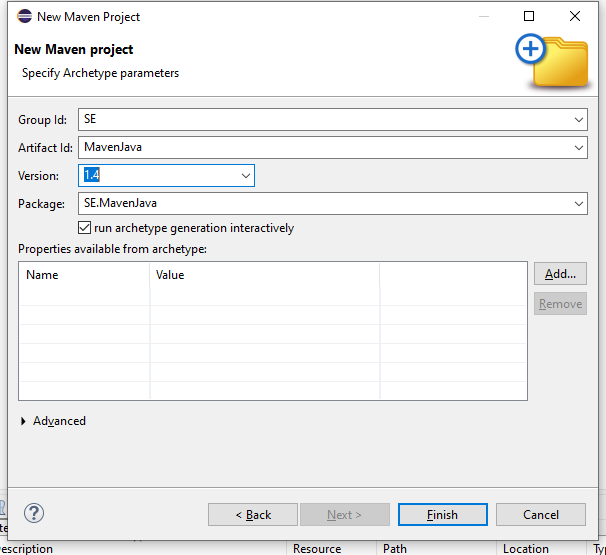 New Maven Project
New Maven project
Specify Archetype parameters
Group Id: SE
Artifact Id: MavenJava
Version: 1.4
Package: SE.MavenJava
run archetype generation interactively
Properties available from archetype:
Name Value
Add...
Remove
Advanced
? < Back Next > Finish Cancel
escription Resource Path Location Typ